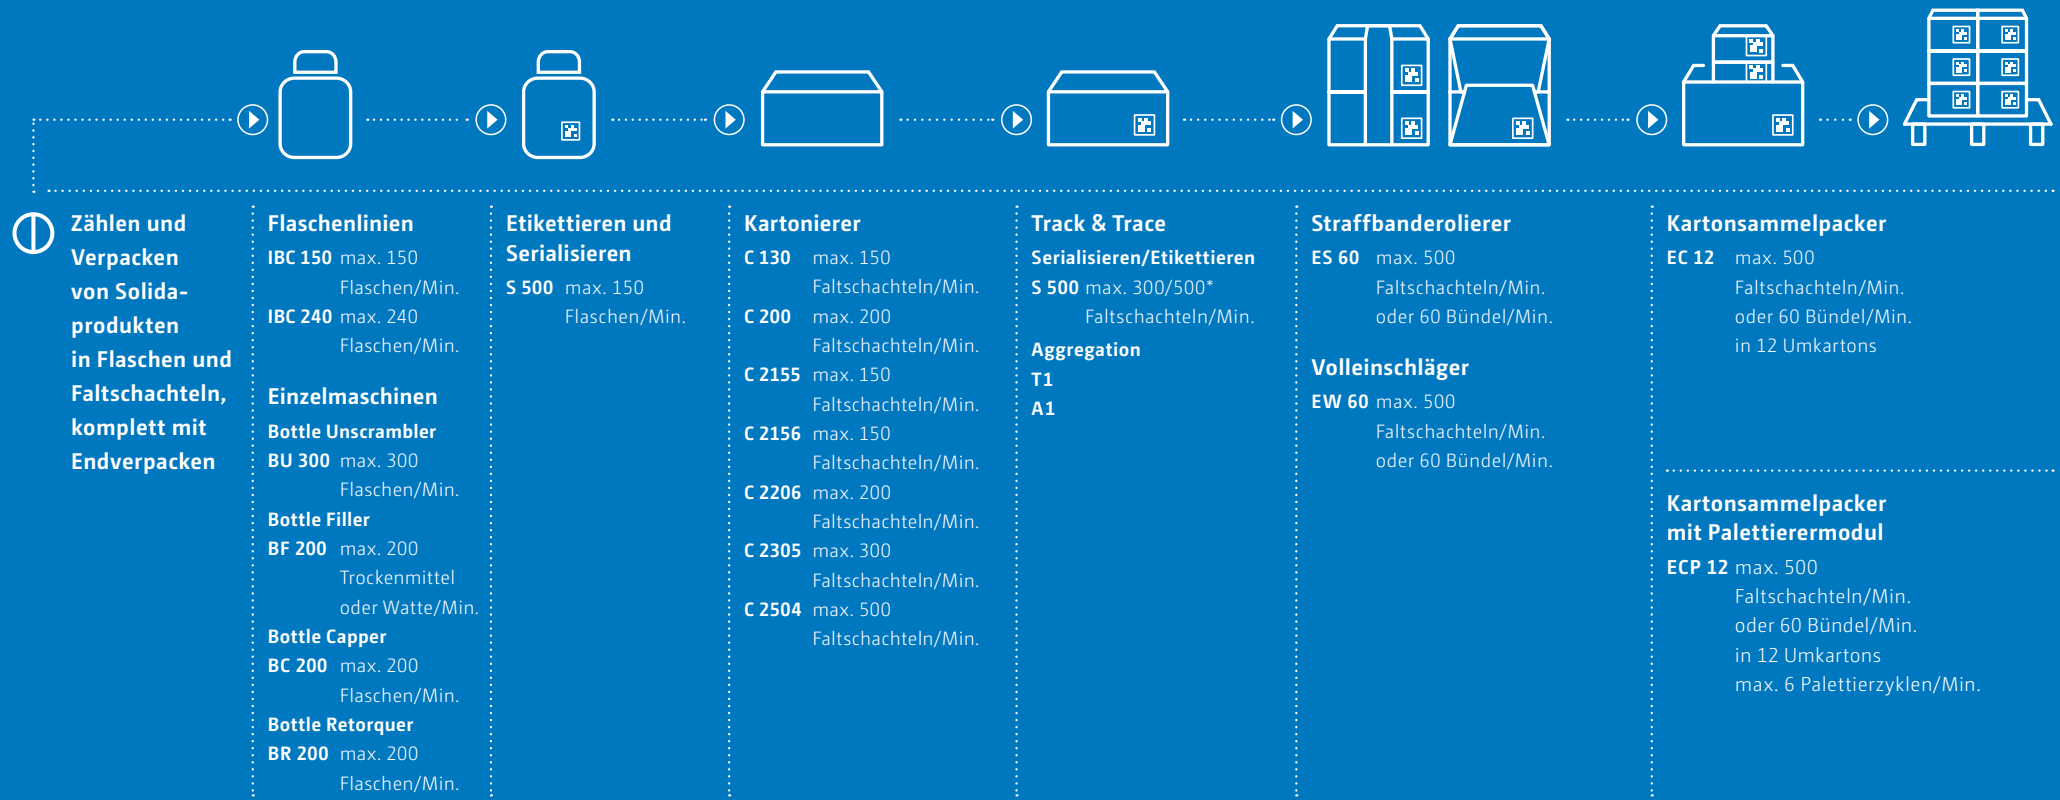 Zählen und
Verpacken
von Solida-
produkten
in Flaschen und
Faltschachteln,
komplett mit
Endverpacken
Flaschenlinien
IBC 150 max. 150
Flaschen/Min.
IBC 240 max. 240
Flaschen/Min.
Einzelmaschinen
Bottle Unscrambler
BU 300 max. 300
Flaschen/Min.
Bottle Filler
BF 200 max. 200
Trockenmittel
oder Watte/Min.
Bottle Capper
BC 200 max. 200
Flaschen/Min.
Bottle Retorquer
BR 200 max. 200
Flaschen/Min.
Etikettieren und
Serialisieren
S 500 max. 150
Flaschen/Min.
Kartonierer
C 130 max. 150
Faltschachteln/Min.
C 200 max. 200
Faltschachteln/Min.
C 2155 max. 150
Faltschachteln/Min.
C 2156 max. 150
Faltschachteln/Min.
C 2206 max. 200
Faltschachteln/Min.
C 2305 max. 300
Faltschachteln/Min.
C 2504 max. 500
Faltschachteln/Min.
Track & Trace
Serialisieren/Etikettieren
S 500 max. 300/500*
Faltschachteln/Min.
Aggregation
T1
A1
Straffbanderolierer
ES 60 max. 500
Faltschachteln/Min.
oder 60 Bündel/Min.
Volleinschläger
EW 60 max. 500
Faltschachteln/Min.
oder 60 Bündel/Min.
Kartonsammelpacker
EC 12 max. 500
Faltschachteln/Min.
oder 60 Bündel/Min.
in 12 Umkartons
Kartonsammelpacker
mit Palettierermodul
ECP 12 max. 500
Faltschachteln/Min.
oder 60 Bündel/Min.
in 12 Umkartons
max. 6 Palettierzyklen/Min.